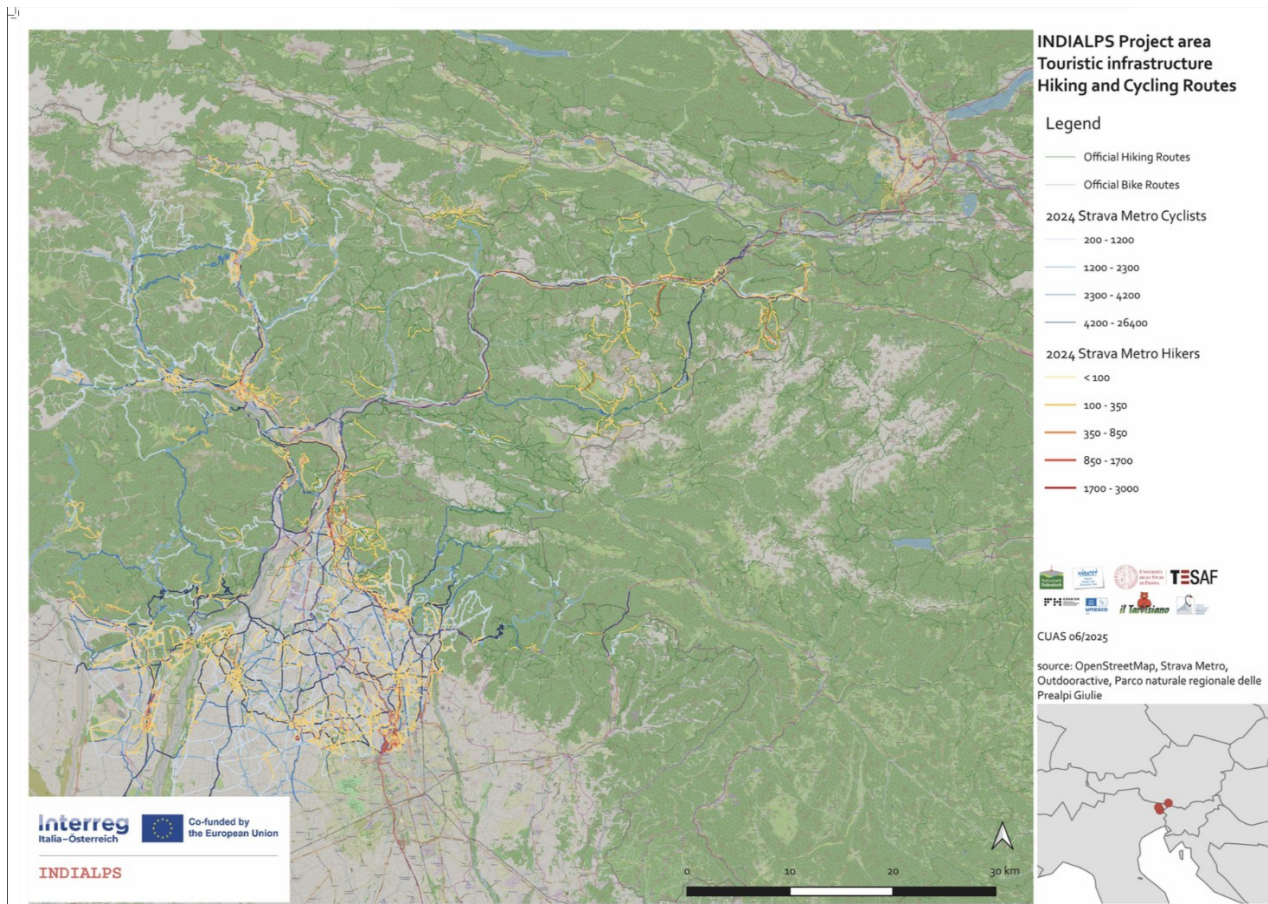 INDIALPS Project area
Touristic infrastructure
Hiking and Cycling Routes
Legend
Official Hiking Routes
Official Bike Routes
2024 Strava Metro Cyclists
200 - 1200
1200 - 2300
2300 - 4200
4200 - 26400
2024 Strava Metro Hikers
< 100
100 - 350
350 - 850
850 - 1700
1700 - 3000
TESAF
unesco
il Tarvisiano
CUAS 06/2025
source: OpenStreetMap, Strava Metro,
Outdooractive, Parco naturale regionale delle
Prealpi Giulie
Interreg
Italia-Österreich
Co-funded by
the European Union
INDIALPS
0 10 20 30 km